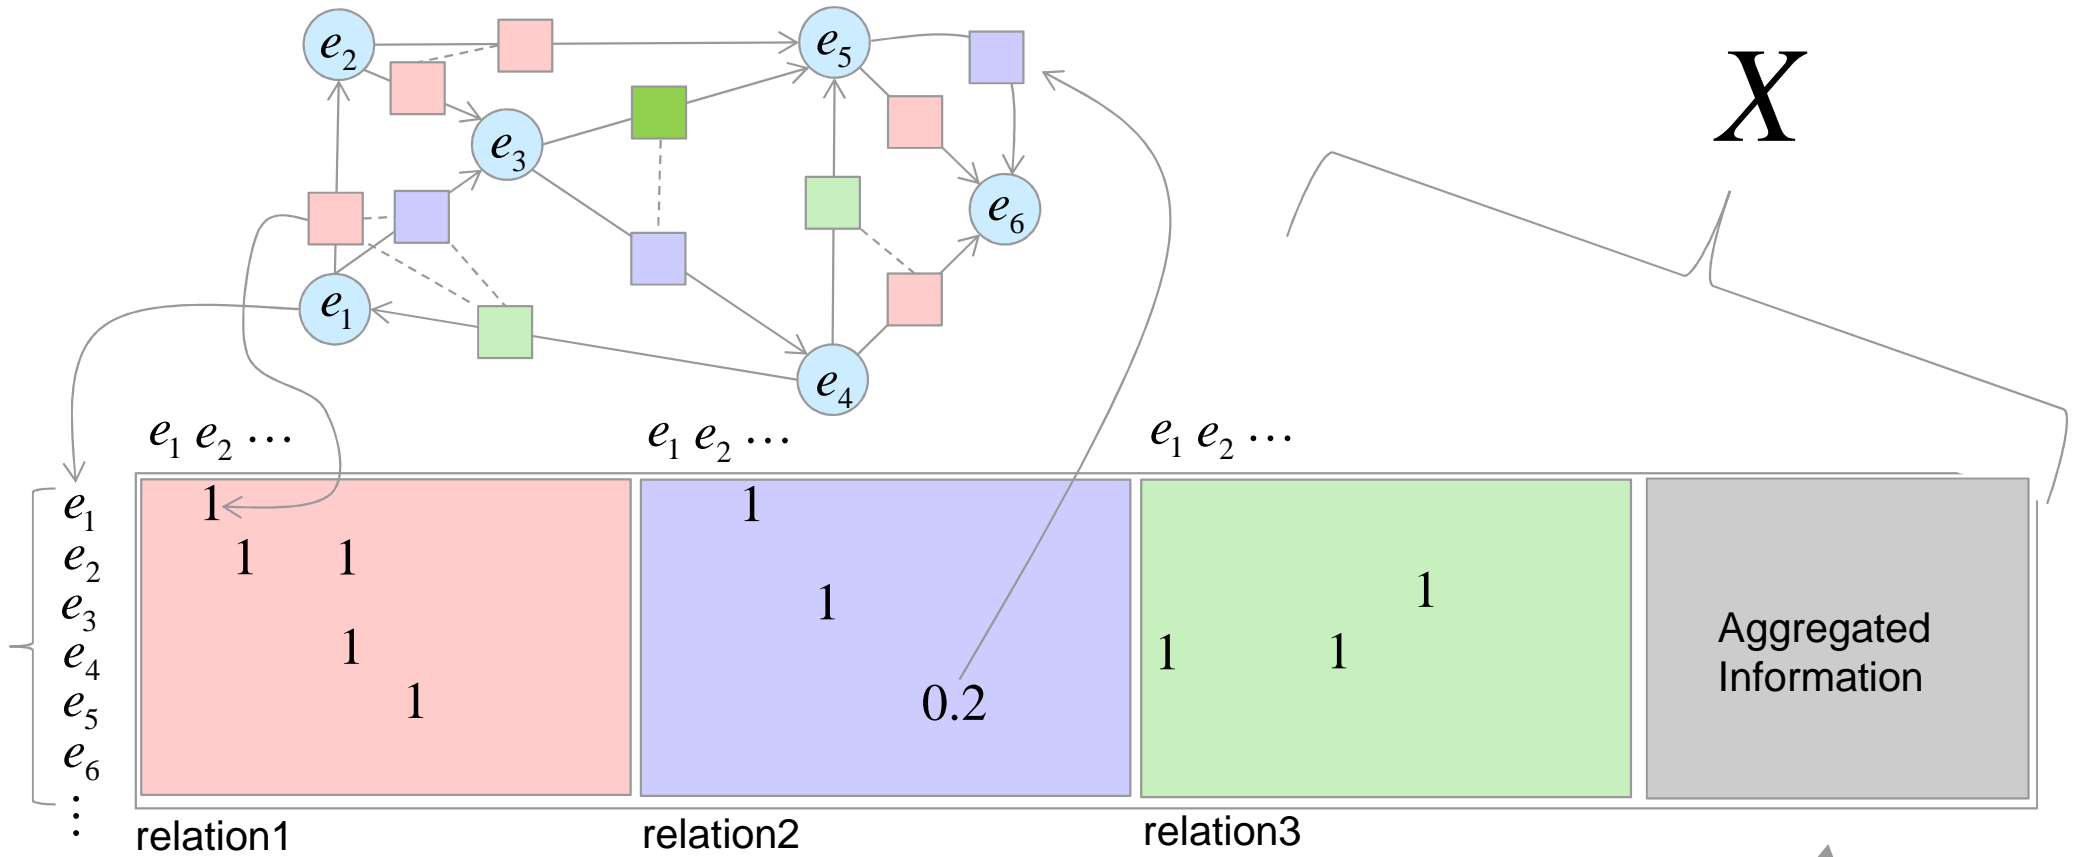 X
e₂
e₅
e₃
e₆
e₁
e₄
e₁ e₂ …
e₁ e₂ …
e₁ e₂ …
e₁ 1 1
e₂ 1 1
e₃ 1 1
e₄ 1 1 1
e₅ 1 0.2
e₆
⋮
Aggregated
Information
relation1
relation2
relation3